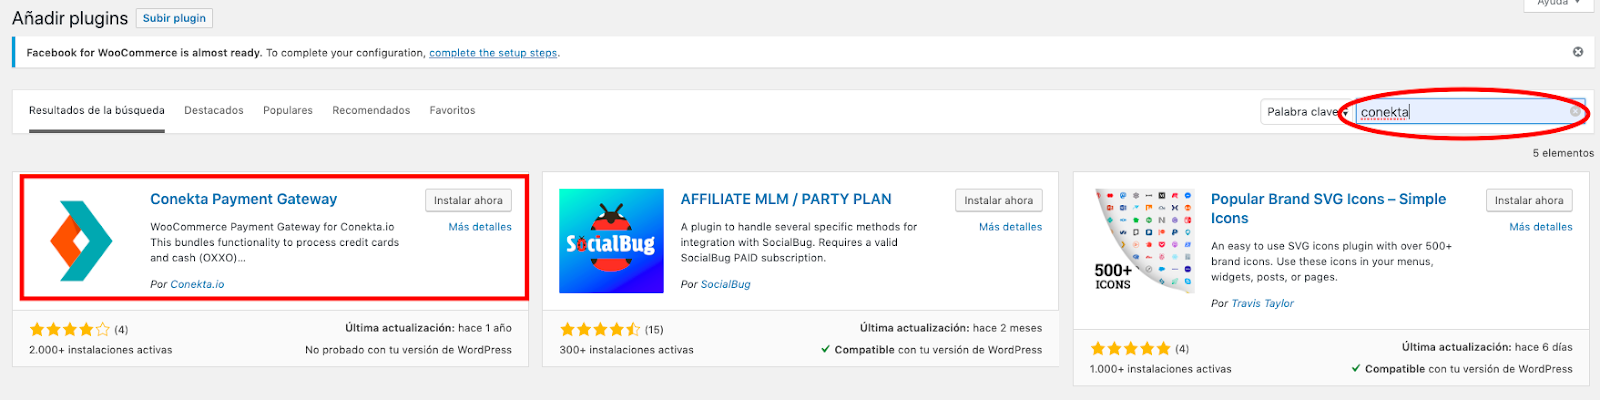 Ayuda
Añadir plugins
Subir plugin
Facebook for WooCommerce is almost ready. To complete your configuration, complete the setup steps.
Resultados de la búsqueda
Destacados
Populares
Recomendados
Favoritos
Palabra clave
conekta
5 elementos
Conekta Payment Gateway
Instalar ahora
Más detalles
WooCommerce Payment Gateway for Conekta.io
This bundles functionality to process credit cards
and cash (OXXO)...
Por Conekta.io
(4)
Última actualización: hace 1 año
2.000+ instalaciones activas
No probado con tu versión de WordPress
SocialBug
AFFILIATE MLM / PARTY PLAN
Instalar ahora
Más detalles
A plugin to handle several specific methods for
integration with SocialBug. Requires a valid
SocialBug PAID subscription.
Por SocialBug
(15)
Última actualización: hace 2 meses
300+ instalaciones activas
Compatible con tu versión de WordPress
500+
ICONS
Popular Brand SVG Icons – Simple
Icons
Instalar ahora
Más detalles
An easy to use SVG icons plugin with over 500+
brand icons. Use these icons in your menus,
widgets, posts, or pages.
Por Travis Taylor
(4)
Última actualización: hace 6 días
1.000+ instalaciones activas
Compatible con tu versión de WordPress